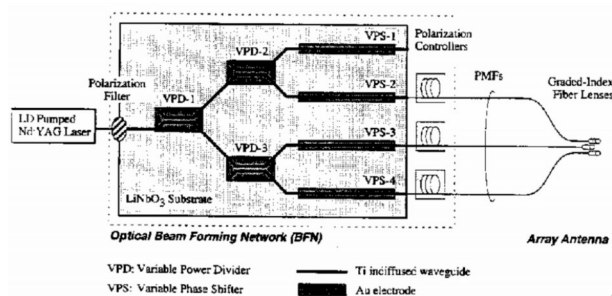 VPS-1
Polarization
Controllers
VPD-2
Polarization
Filter
VPS-2
PMFs
Graded-Index
Fiber Lenses
VPD-1
LD Pumped
Nd:YAG Laser
VPS-3
VPD-3
VPS-4
LiNbO3 Substrate
Optical Beam Forming Network (BFN)
Array Antenna
VPD: Variable Power Divider
Ti indiffused waveguide
VPS: Variable Phase Shifter
Au electrode